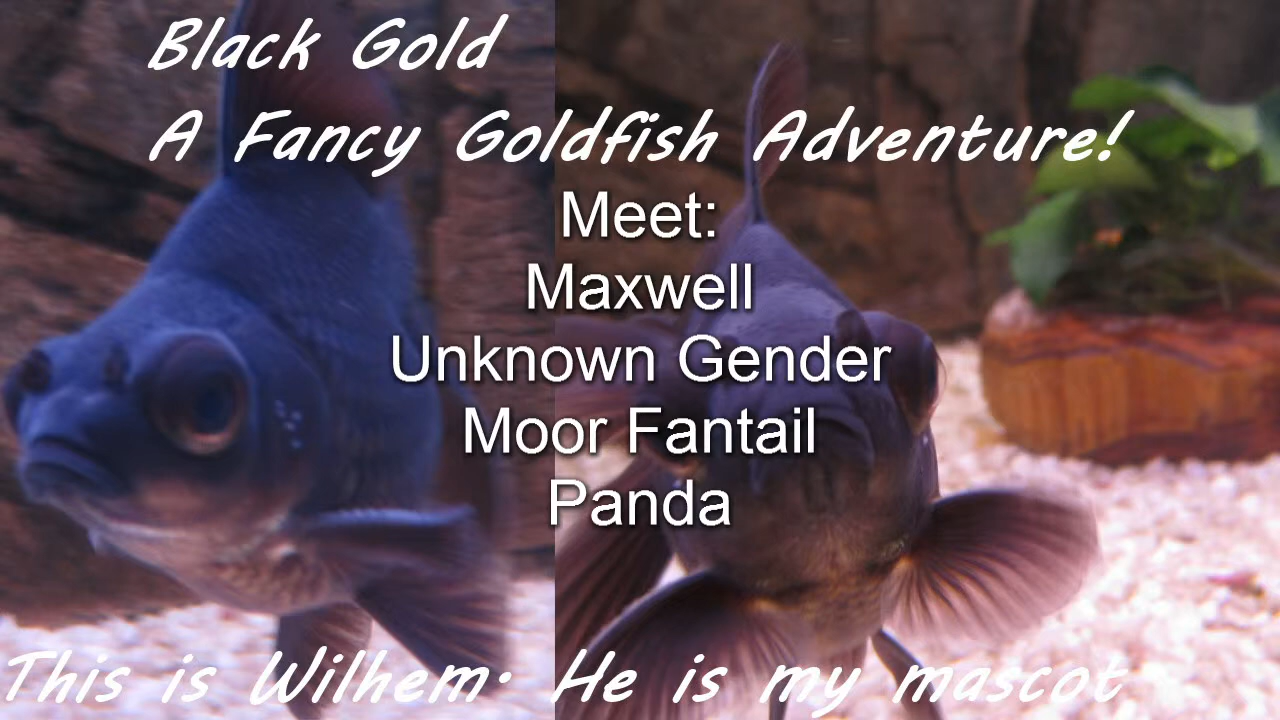 Black Gold
A Fancy Goldfish Adventure!
Meet:
Maxwell
Unknown Gender
Moor Fantail
Panda
This is Wilhem. He is my mascot